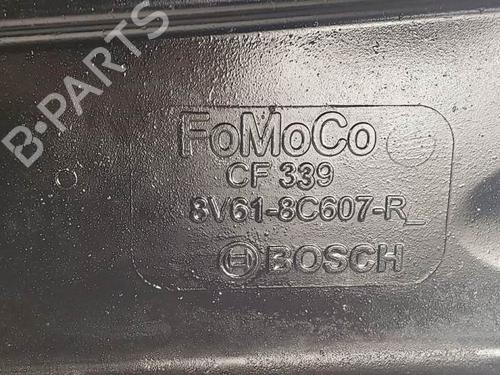 B-PARTS
FoMoCo
CF 339
8V61-8C607-R_
BOSCH